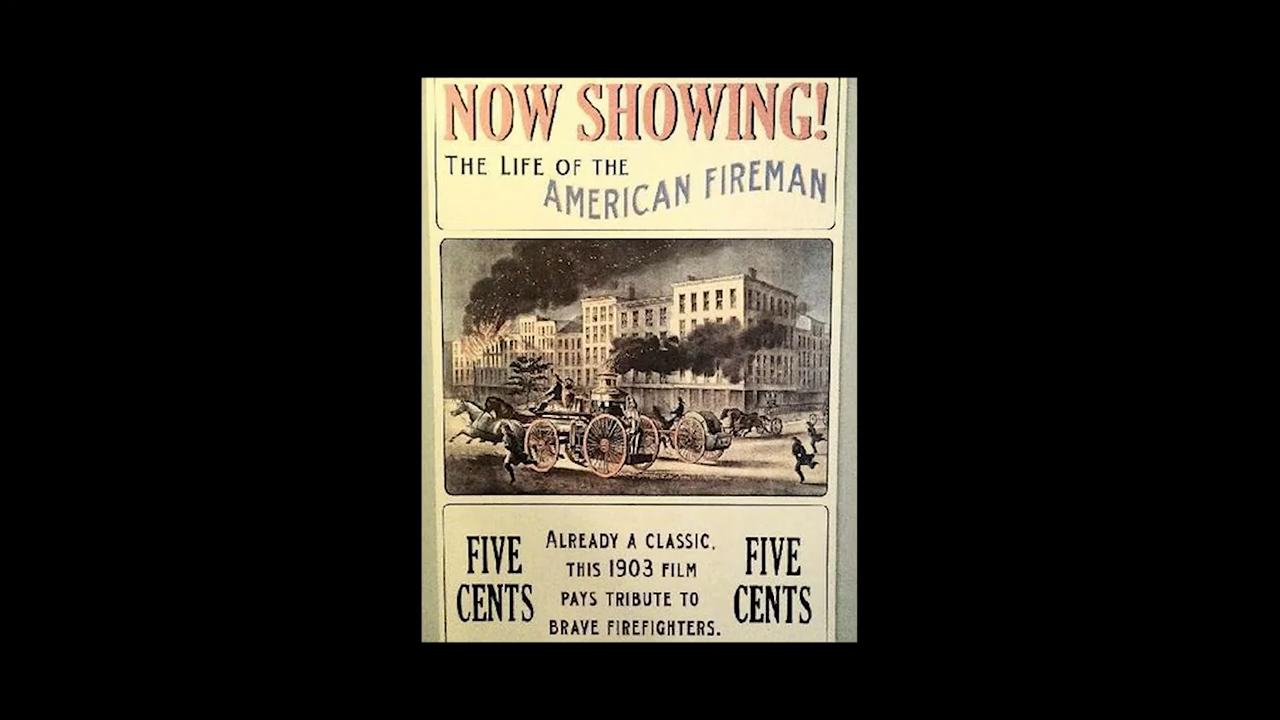 NOW SHOWING!
THE LIFE OF THE
AMERICAN FIREMAN
FIVE CENTS
ALREADY A CLASSIC,
THIS 1903 FILM
PAYS TRIBUTE TO
BRAVE FIREFIGHTERS.
FIVE CENTS